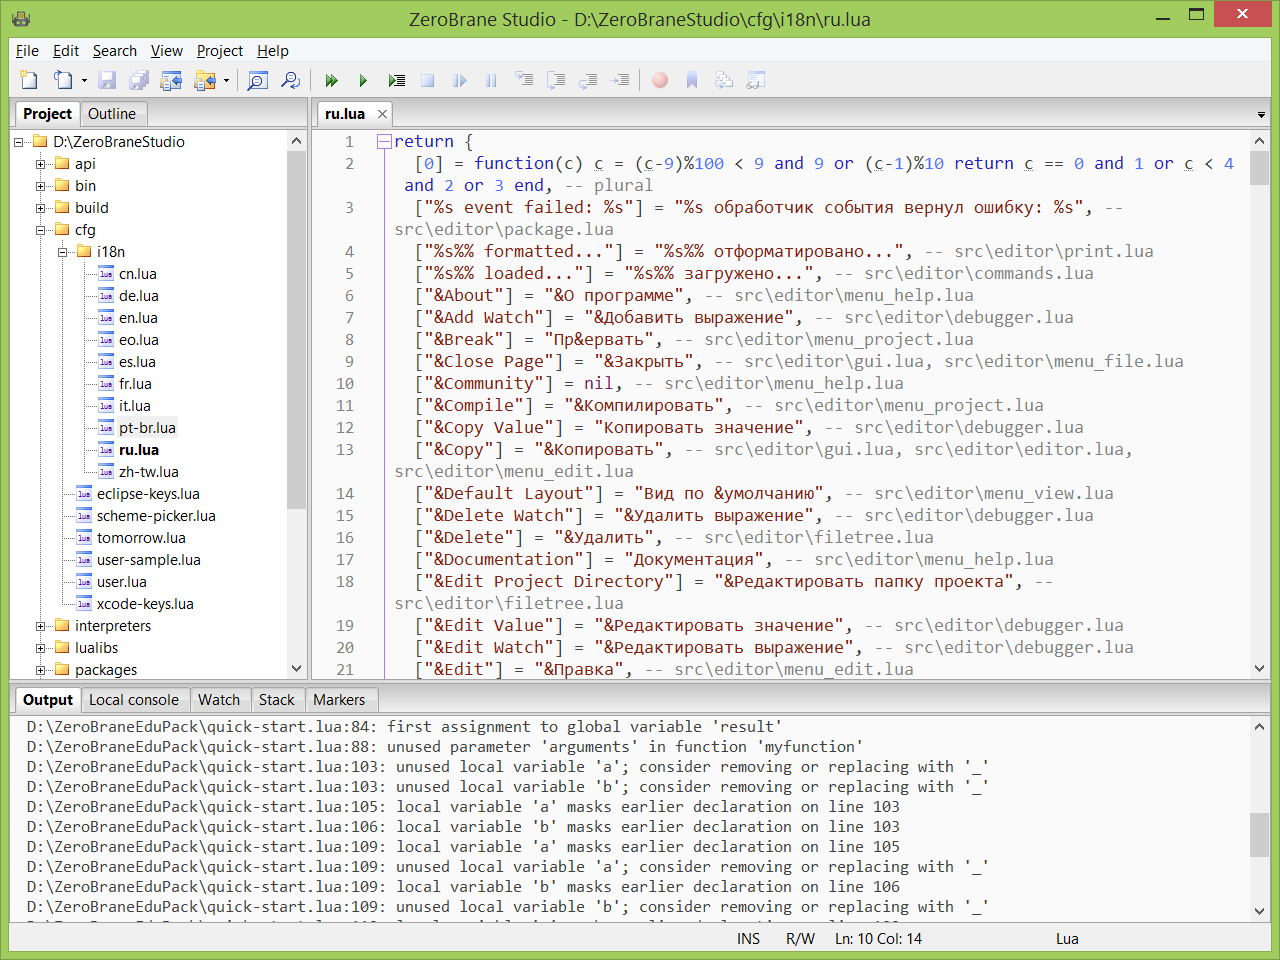 ZeroBrane Studio - D:\ZeroBraneStudio\cfg\i18n\ru.lua
File Edit Search View Project Help
Project Outline
D:\ZeroBraneStudio
api
bin
build
cfg
i18n
cn.lua
de.lua
en.lua
eo.lua
es.lua
fr.lua
it.lua
pt-br.lua
ru.lua
zh-tw.lua
eclipse-keys.lua
scheme-picker.lua
tomorrow.lua
user-sample.lua
user.lua
xcode-keys.lua
interpreters
lualibs
packages
ru.lua
1 return {
2 [0] = function(c) c = (c-9)%100 < 9 and 9 or (c-1)%10 return c == 0 and 1 or c < 4
and 2 or 3 end, -- plural
3 ["%s event failed: %s"] = "%s обработчик события вернул ошибку: %s", --
src\editor\package.lua
4 ["%s%% formatted..."] = "%s%% отформатировано...", -- src\editor\print.lua
5 ["%s%% loaded..."] = "%s%% загружено...", -- src\editor\commands.lua
6 ["&About"] = "&О программе", -- src\editor\menu_help.lua
7 ["&Add Watch"] = "&Добавить выражение", -- src\editor\debugger.lua
8 ["&Break"] = "Пр&ервать", -- src\editor\menu_project.lua
9 ["&Close Page"] = "&Закрыть", -- src\editor\gui.lua, src\editor\menu_file.lua
10 ["&Community"] = nil, -- src\editor\menu_help.lua
11 ["&Compile"] = "&Компилировать", -- src\editor\menu_project.lua
12 ["&Copy Value"] = "Копировать значение", -- src\editor\debugger.lua
13 ["&Copy"] = "&Копировать", -- src\editor\gui.lua, src\editor\editor.lua,
src\editor\menu_edit.lua
14 ["&Default Layout"] = "Вид по &умолчанию", -- src\editor\menu_view.lua
15 ["&Delete Watch"] = "&Удалить выражение", -- src\editor\debugger.lua
16 ["&Delete"] = "&Удалить", -- src\editor\filetree.lua
17 ["&Documentation"] = "Документация", -- src\editor\menu_help.lua
18 ["&Edit Project Directory"] = "&Редактировать папку проекта", --
src\editor\filetree.lua
19 ["&Edit Value"] = "&Редактировать значение", -- src\editor\debugger.lua
20 ["&Edit Watch"] = "&Редактировать выражение", -- src\editor\debugger.lua
21 ["&Edit"] = "&Правка", -- src\editor\menu_edit.lua
Output Local console Watch Stack Markers
D:\ZeroBraneEduPack\quick-start.lua:84: first assignment to global variable 'result'
D:\ZeroBraneEduPack\quick-start.lua:88: unused parameter 'arguments' in function 'myfunction'
D:\ZeroBraneEduPack\quick-start.lua:103: unused local variable 'a'; consider removing or replacing with '_'
D:\ZeroBraneEduPack\quick-start.lua:103: unused local variable 'b'; consider removing or replacing with '_'
D:\ZeroBraneEduPack\quick-start.lua:105: local variable 'a' masks earlier declaration on line 103
D:\ZeroBraneEduPack\quick-start.lua:106: local variable 'b' masks earlier declaration on line 103
D:\ZeroBraneEduPack\quick-start.lua:109: local variable 'a' masks earlier declaration on line 105
D:\ZeroBraneEduPack\quick-start.lua:109: unused local variable 'a'; consider removing or replacing with '_'
D:\ZeroBraneEduPack\quick-start.lua:109: local variable 'b' masks earlier declaration on line 106
D:\ZeroBraneEduPack\quick-start.lua:109: unused local variable 'b'; consider removing or replacing with '_'
INS R/W Ln: 10 Col: 14 Lua